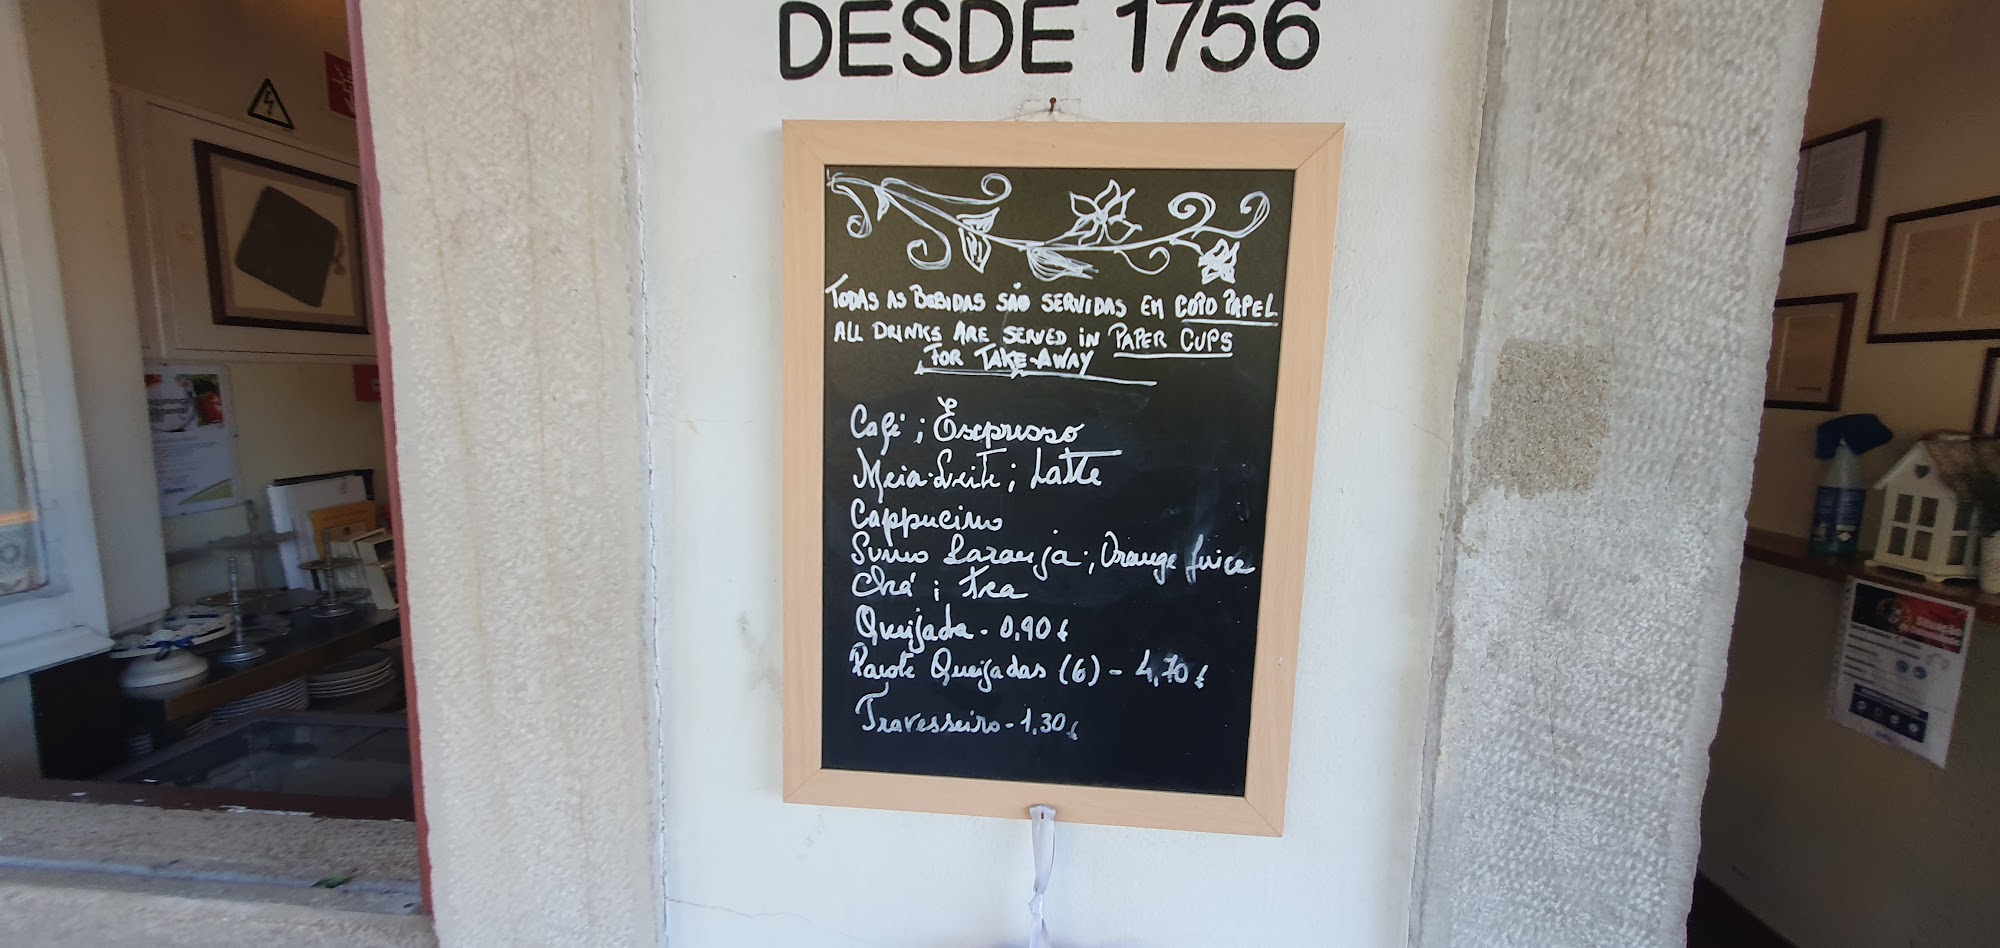 DESDE 1756
TODAS AS BEBIDAS SÃO SERVIDAS EM COPO PAPEL
ALL DRINKS ARE SERVED IN PAPER CUPS
FOR TAKE-AWAY
Café ; Esepresso
Meia-Leite ; Latte
Cappucino
Sumo Laranja ; Orange Juice
Chá ; Tea
Queijada - 0,90 €
Pacote Queijadas (6) - 4,70 €
Travesseiro - 1,30 €